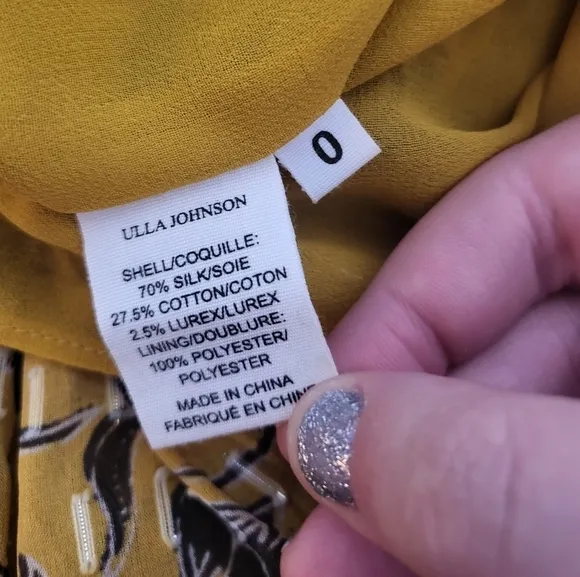 0
ULLA JOHNSON
SHELL/COQUILLE:
70% SILK/SOIE
27.5% COTTON/COTON
2.5% LUREX/LUREX
LINING/DOUBLURE:
100% POLYESTER/
POLYESTER
MADE IN CHINA
FABRIQUÉ EN CHINE